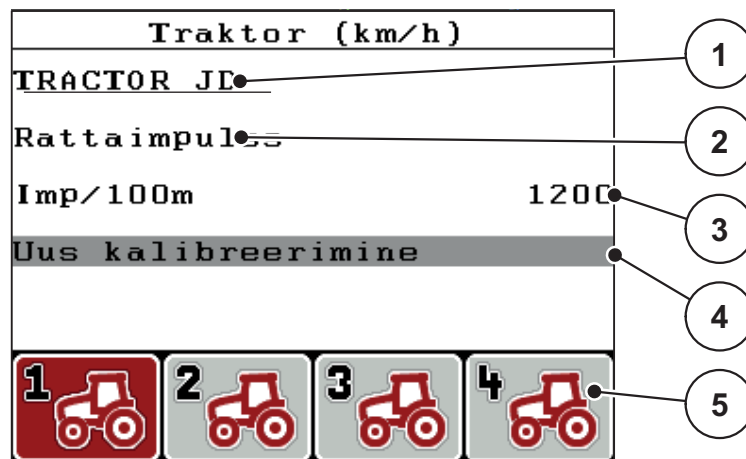 Traktor (km/h)
1
TRACTOR JD
Rattaimpulss
2
Imp/100m 1200
3
Uus kalibreerimine
4
1 2 3 4
5